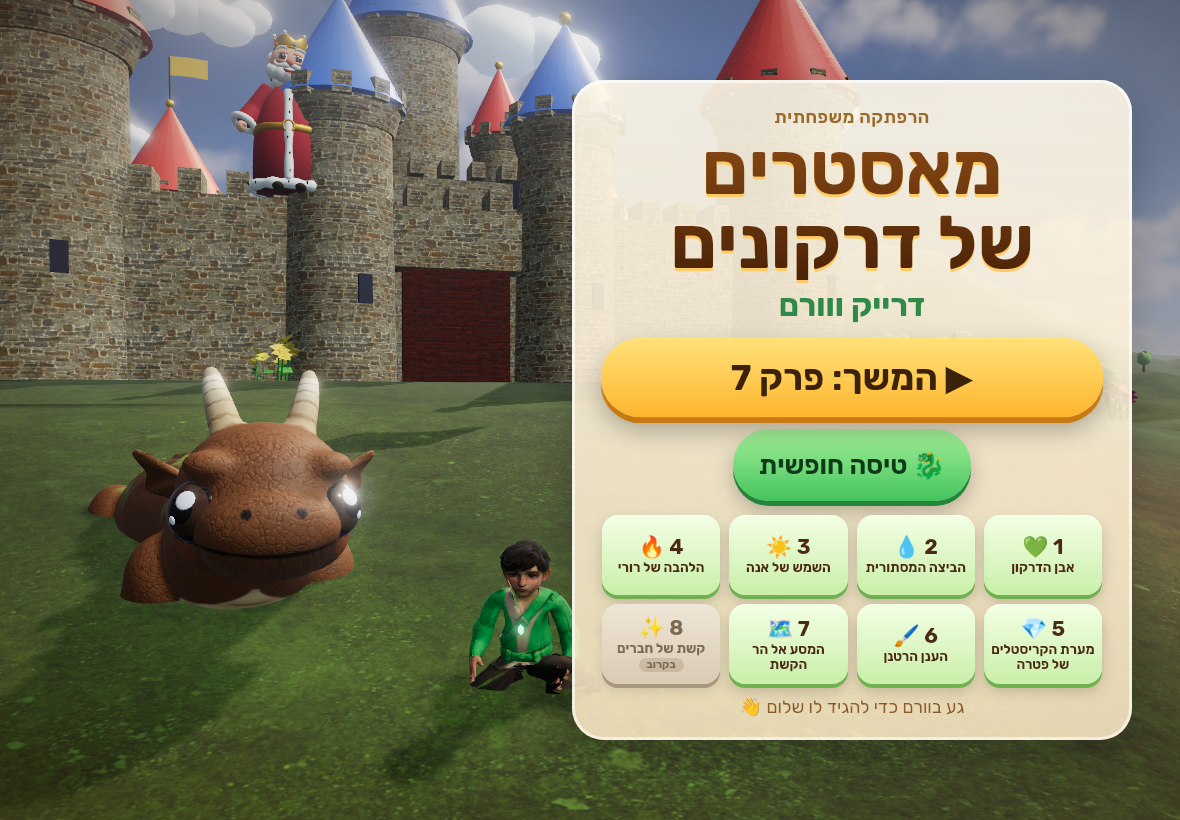 הרפתקה משפחתית
מאסטרים
של דרקונים
דרייק ווורם
▶ המשך: פרק 7
🐉 טיסה חופשית
1 💚
אבן הדרקון
2 💧
הביצה המסתורית
3 ☀️
השמש של אנה
4 🔥
הלהבה של רורי
5 💎
מערת הקריסטלים
של פטרה
6 🖌️
הענן הרטנן
7 🗺️
המסע אל הר
הקשת
8 ✨
קשת של חברים
בקרוב
גע בוורם כדי להגיד לו שלום 👋